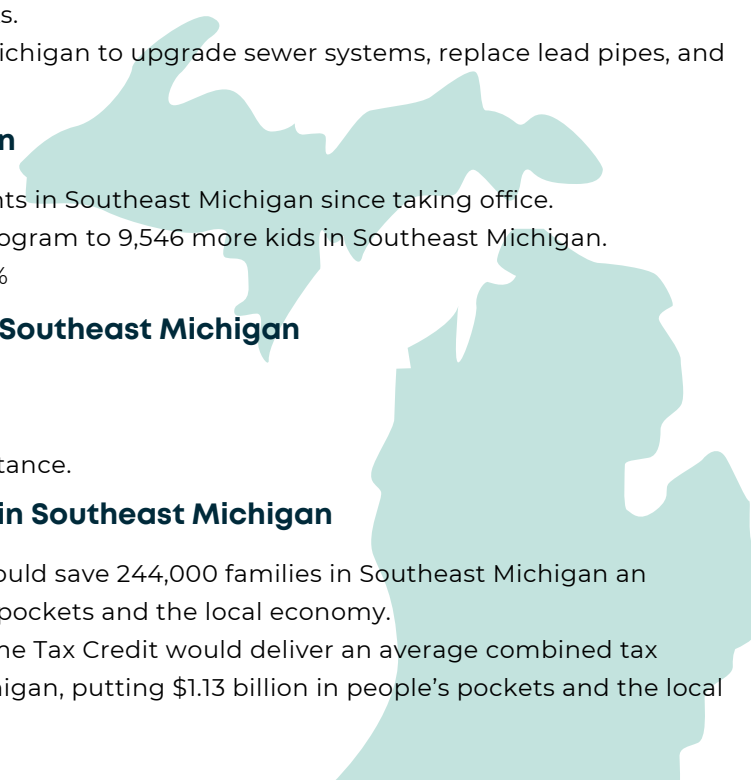 s.
ichigan to upgrade sewer systems, replace lead pipes, and
n
nts in Southeast Michigan since taking office.
ogram to 9,546 more kids in Southeast Michigan.
%
Southeast Michigan
tance.
in Southeast Michigan
ould save 244,000 families in Southeast Michigan an
pockets and the local economy.
me Tax Credit would deliver an average combined tax
higan, putting $1.13 billion in people’s pockets and the local